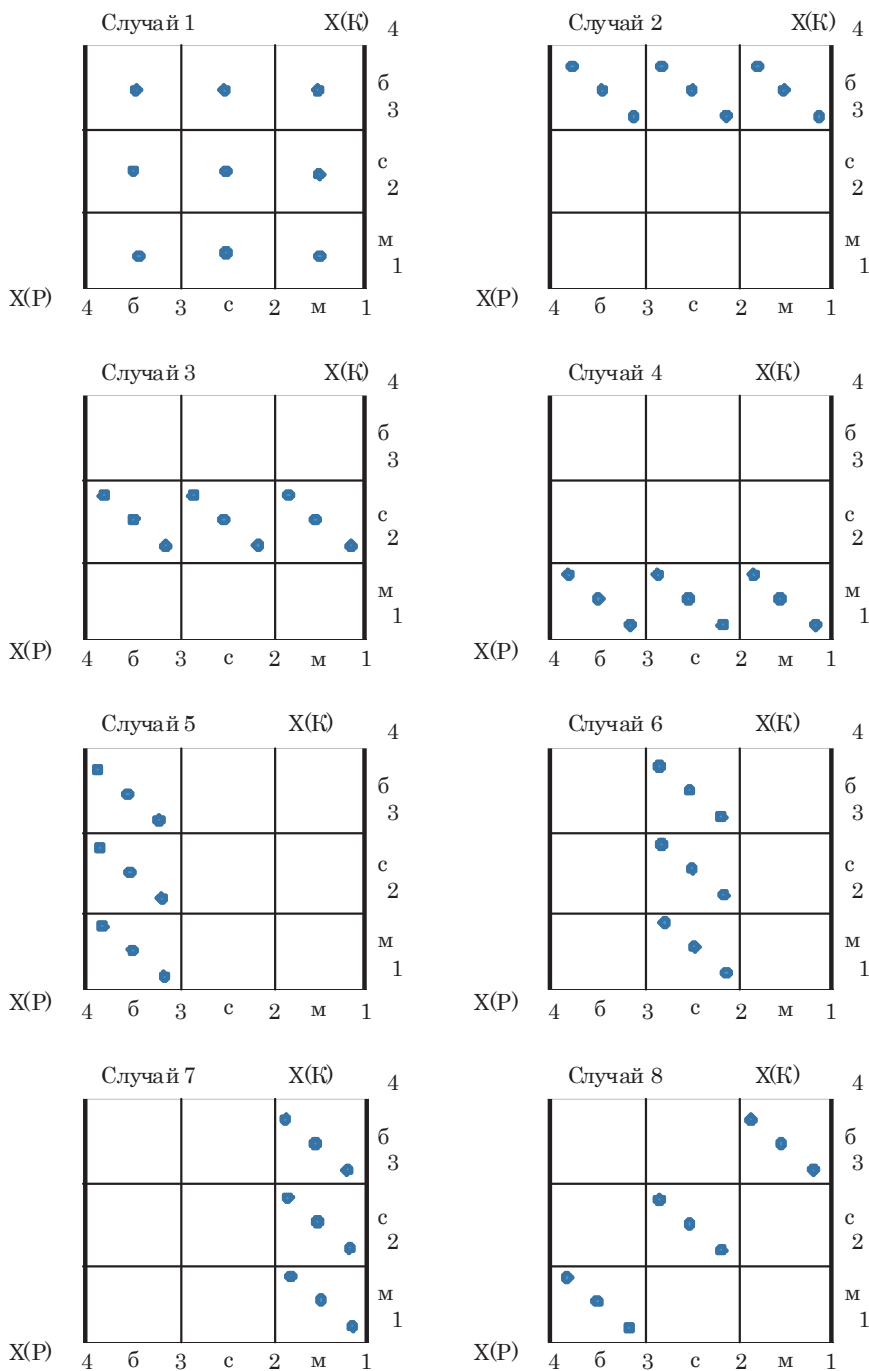 Случай 1 X(К) 4
б
3
с
2
м
1
X(Р) 4 б 3 с 2 м 1
Случай 2 X(К) 4
б
3
с
2
м
1
X(Р) 4 б 3 с 2 м 1
Случай 3 X(К) 4
б
3
с
2
м
1
X(Р) 4 б 3 с 2 м 1
Случай 4 X(К) 4
б
3
с
2
м
1
X(Р) 4 б 3 с 2 м 1
Случай 5 X(К) 4
б
3
с
2
м
1
X(Р) 4 б 3 с 2 м 1
Случай 6 X(К) 4
б
3
с
2
м
1
X(Р) 4 б 3 с 2 м 1
Случай 7 X(К) 4
б
3
с
2
м
1
X(Р) 4 б 3 с 2 м 1
Случай 8 X(К) 4
б
3
с
2
м
1
X(Р) 4 б 3 с 2 м 1